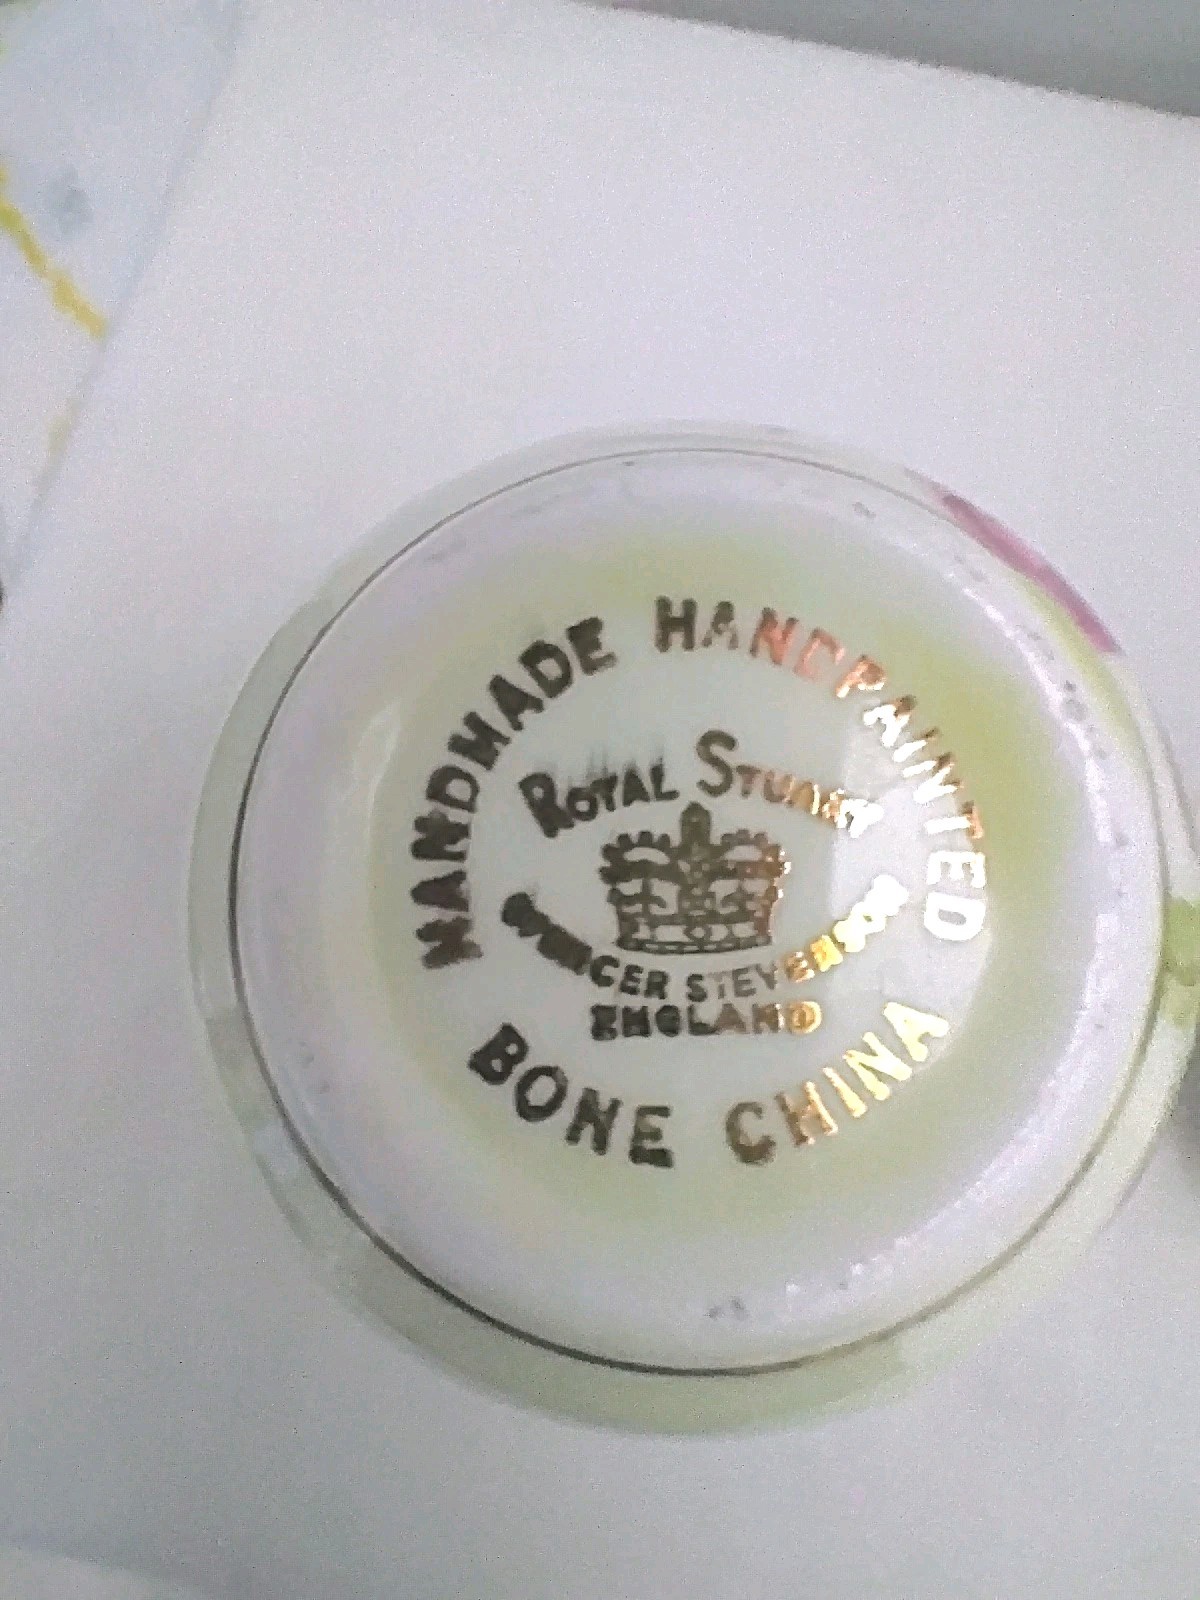 HANDMADE HANDPAINTED
ROYAL STUART
SPENCER STEVENSON
ENGLAND
BONE CHINA